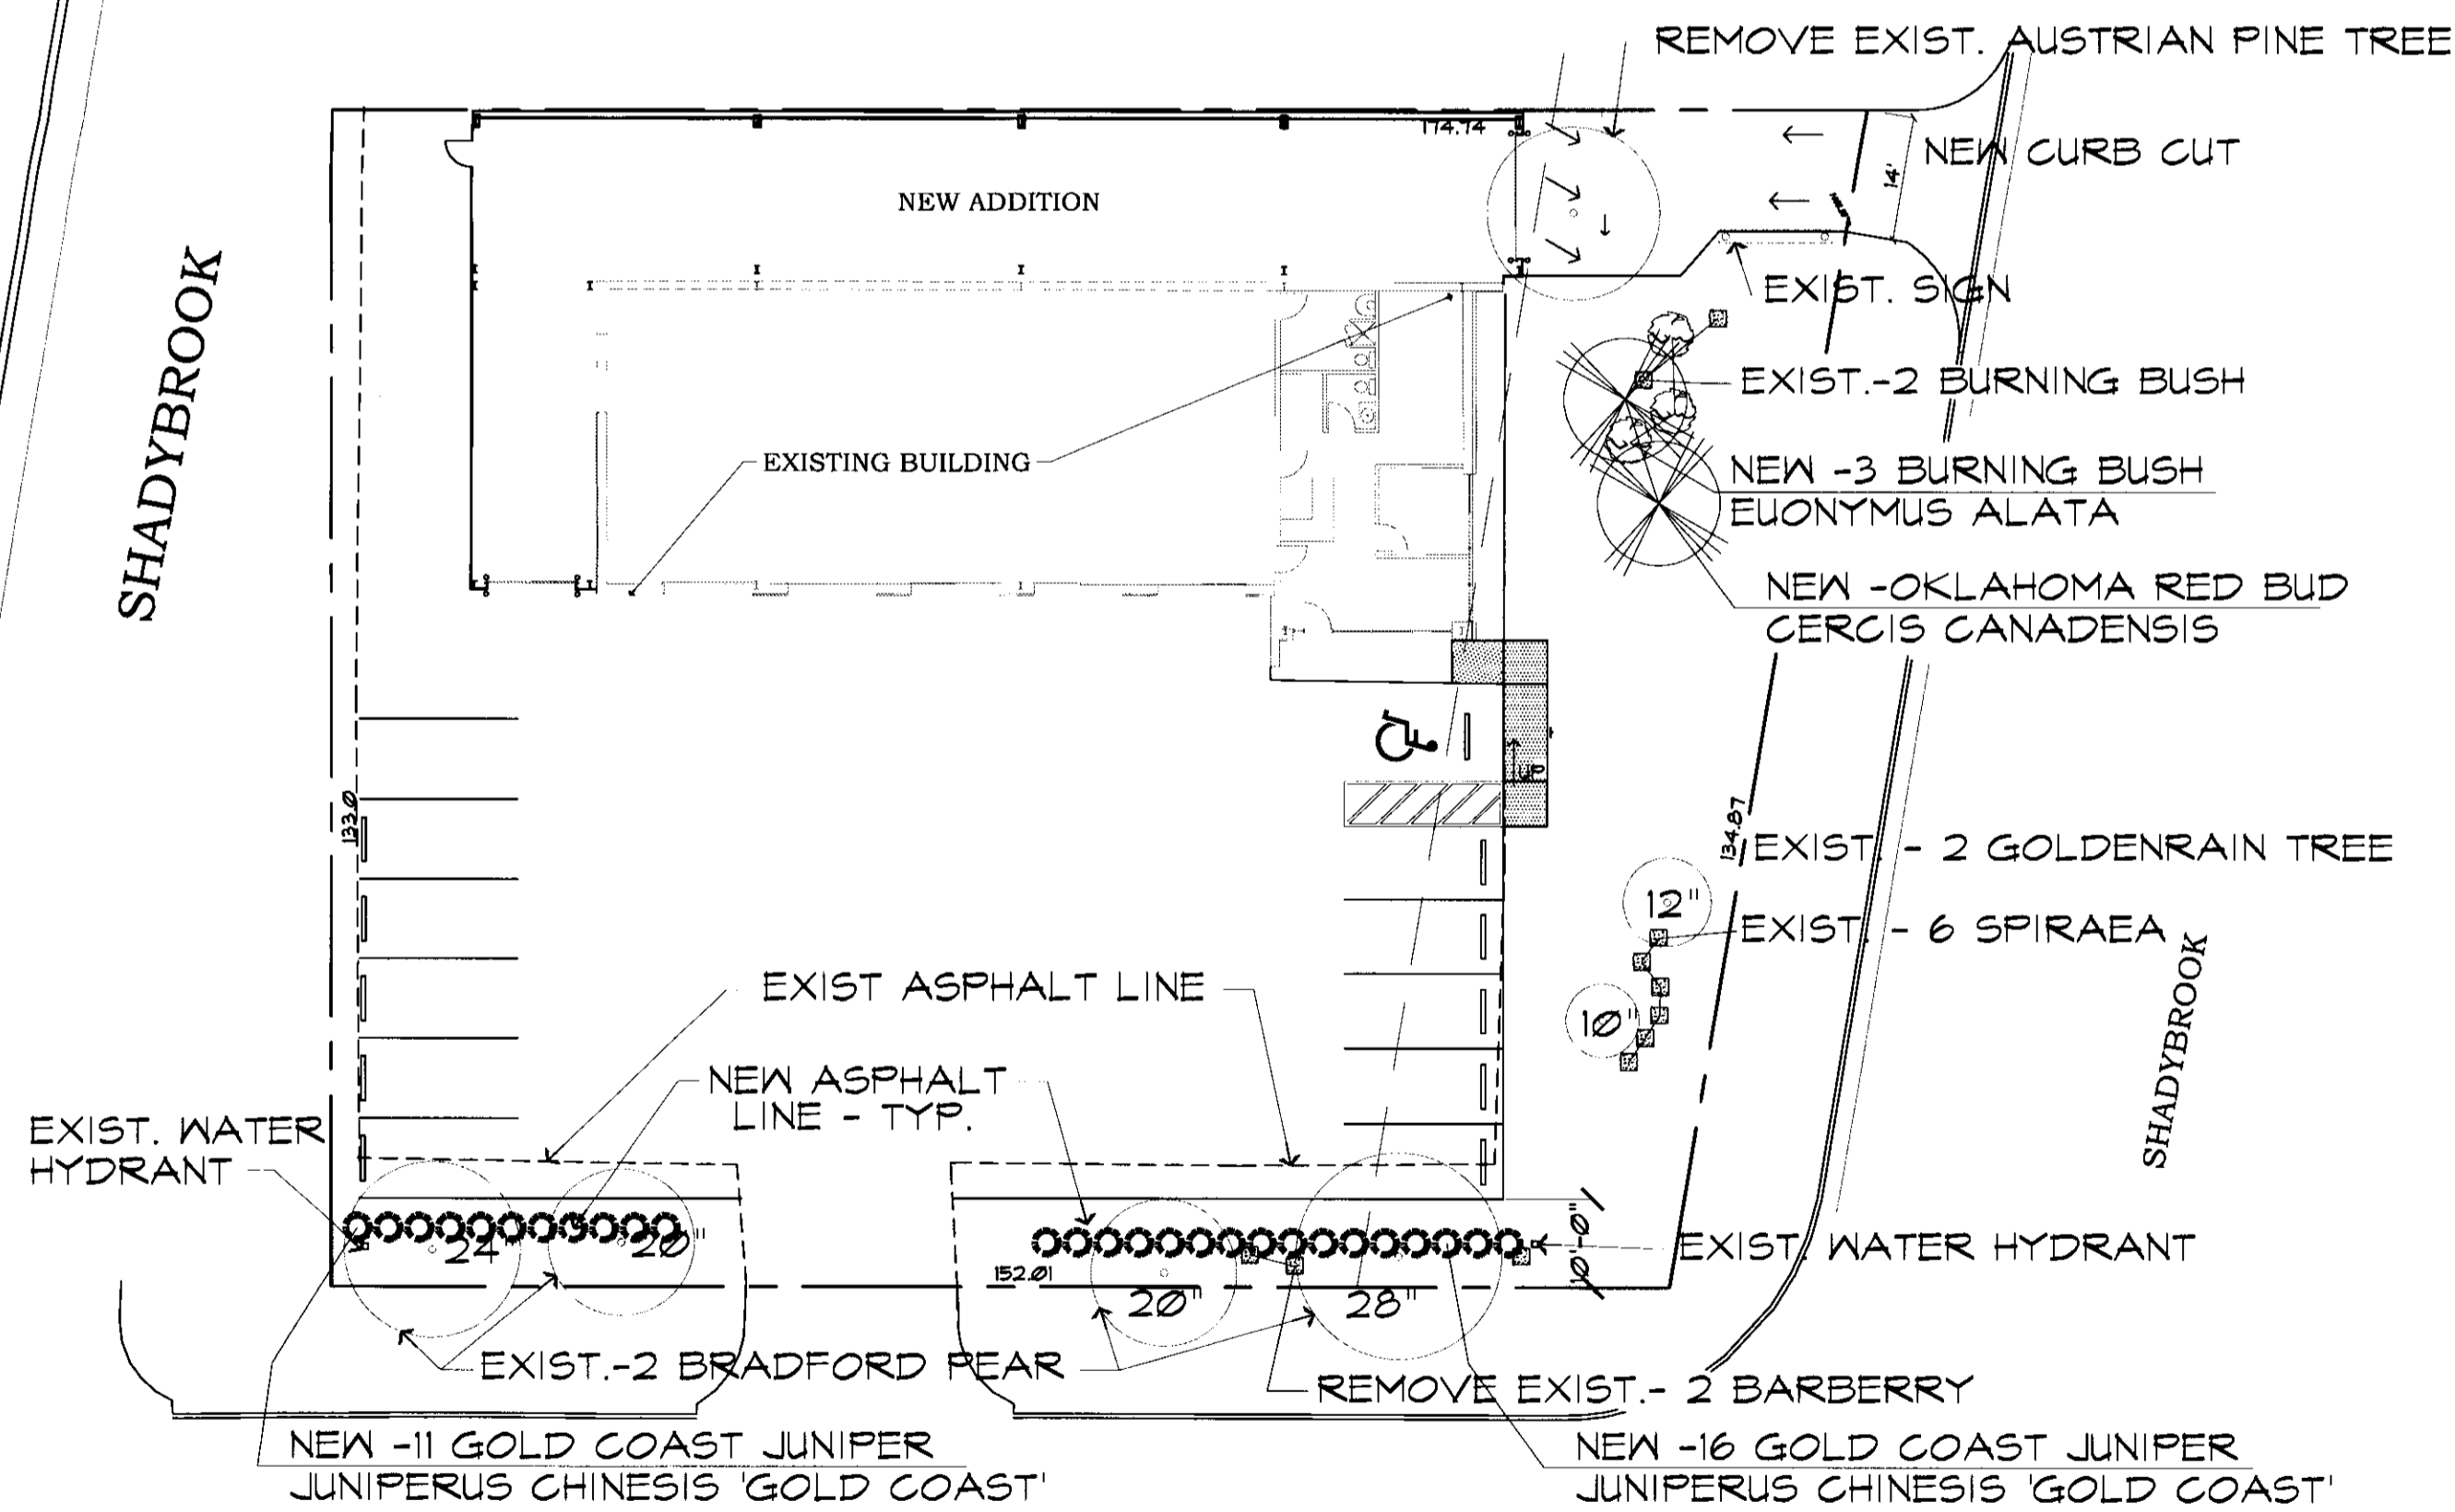 REMOVE EXIST. AUSTRIAN PINE TREE
174.74
NEW CURB CUT
14'
NEW ADDITION
SHADYBROOK
EXIST. SIGN
EXIST.-2 BURNING BUSH
EXISTING BUILDING
NEW -3 BURNING BUSH
EUONYMUS ALATA
NEW -OKLAHOMA RED BUD
CERCIS CANADENSIS
UP
133.0
134.87
EXIST. - 2 GOLDENRAIN TREE
12"
EXIST. - 6 SPIRAEA
SHADYBROOK
EXIST ASPHALT LINE
10"
NEW ASPHALT
LINE - TYP.
EXIST. WATER
HYDRANT
24"
20"
10'-0"
EXIST. WATER HYDRANT
152.01
20"
28"
EXIST.-2 BRADFORD PEAR
REMOVE EXIST.- 2 BARBERRY
NEW -11 GOLD COAST JUNIPER
JUNIPERUS CHINESIS 'GOLD COAST'
NEW -16 GOLD COAST JUNIPER
JUNIPERUS CHINESIS 'GOLD COAST'